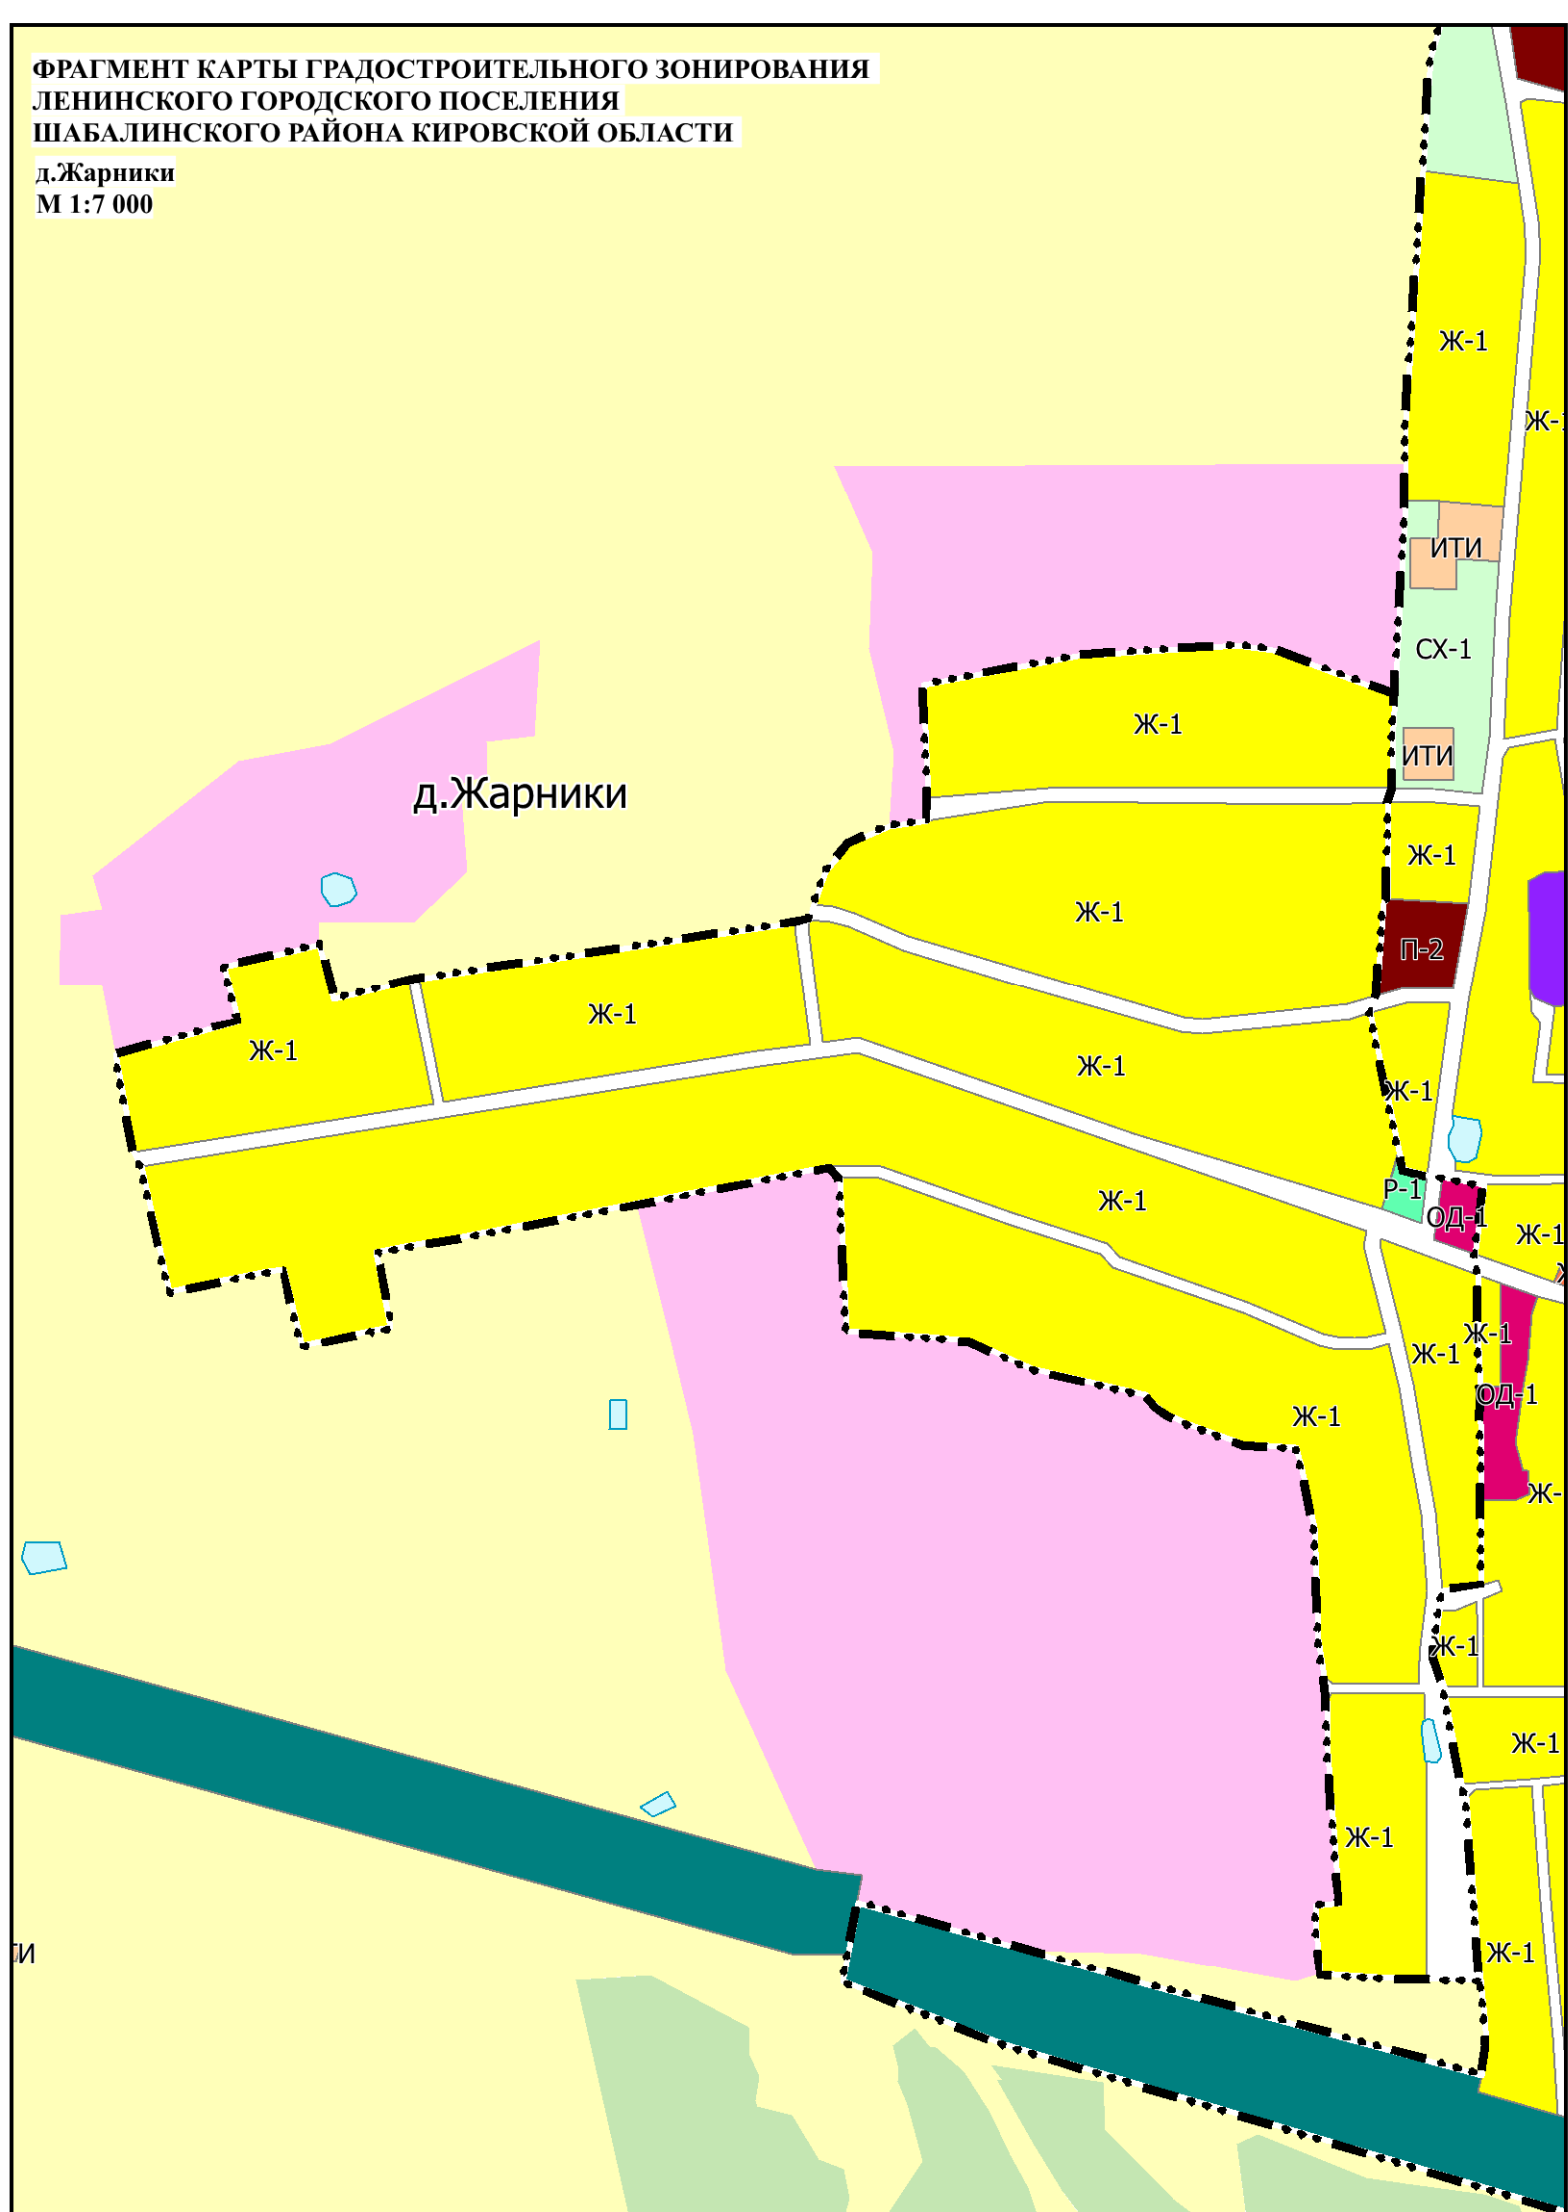 ФРАГМЕНТ КАРТЫ ГРАДОСТРОИТЕЛЬНОГО ЗОНИРОВАНИЯ
ЛЕНИНСКОГО ГОРОДСКОГО ПОСЕЛЕНИЯ
ШАБАЛИНСКОГО РАЙОНА КИРОВСКОЙ ОБЛАСТИ
д.Жарники
М 1:7 000
Ж-1
Ж-1
ИТИ
СХ-1
Ж-1
ИТИ
д.Жарники
Ж-1
Ж-1
П-2
Ж-1
Ж-1
Ж-1
Ж-1
Р-1
Ж-1
ОД-1
Ж-1
Ж-1
Ж-1
ОД-1
Ж-1
Ж-
Ж-1
Ж-1
Ж-1
Ж-1